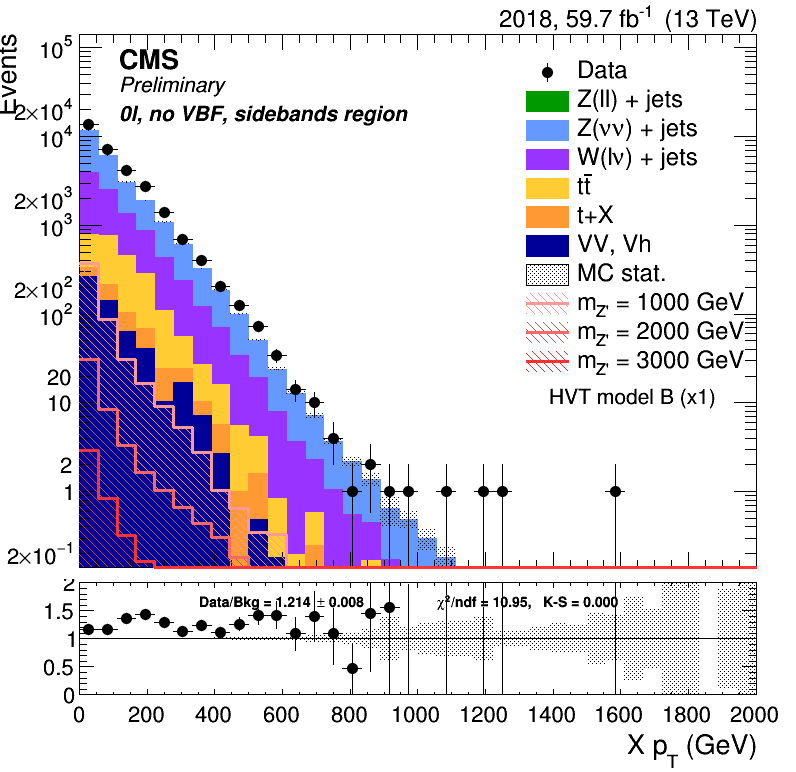 2018, 59.7 fb⁻¹ (13 TeV)
Events
10⁵
2×10⁴
10⁴
2×10³
10³
2×10²
10²
20
10
2
1
2×10⁻¹
CMS
Preliminary
0l, no VBF, sidebands region
Data
Z(ll) + jets
Z(νν) + jets
W(lν) + jets
tt̄
t+X
VV, Vh
MC stat.
m_Z' = 1000 GeV
m_Z' = 2000 GeV
m_Z' = 3000 GeV
HVT model B (x1)
2
1.5
1
0.5
0
Data/Bkg = 1.214 ± 0.008
χ²/ndf = 10.95, K-S = 0.000
0 200 400 600 800 1000 1200 1400 1600 1800 2000
X p_T (GeV)